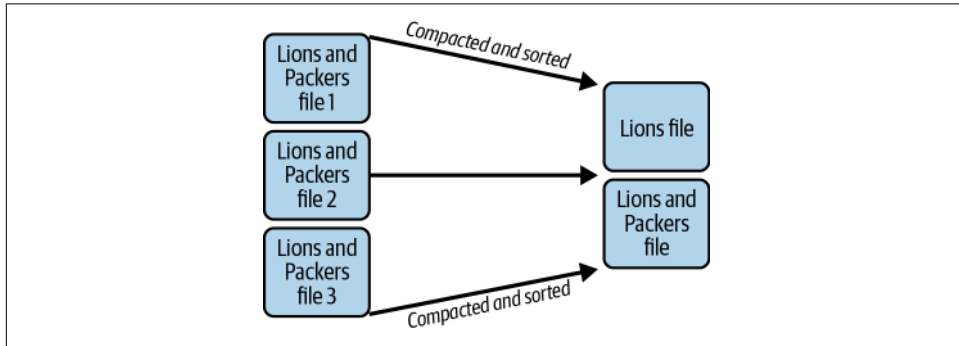 Lions and
Packers
file 1
Compacted and sorted
Lions and
Packers
file 2
Lions and
Packers
file 3
Compacted and sorted
Lions file
Lions and
Packers
file